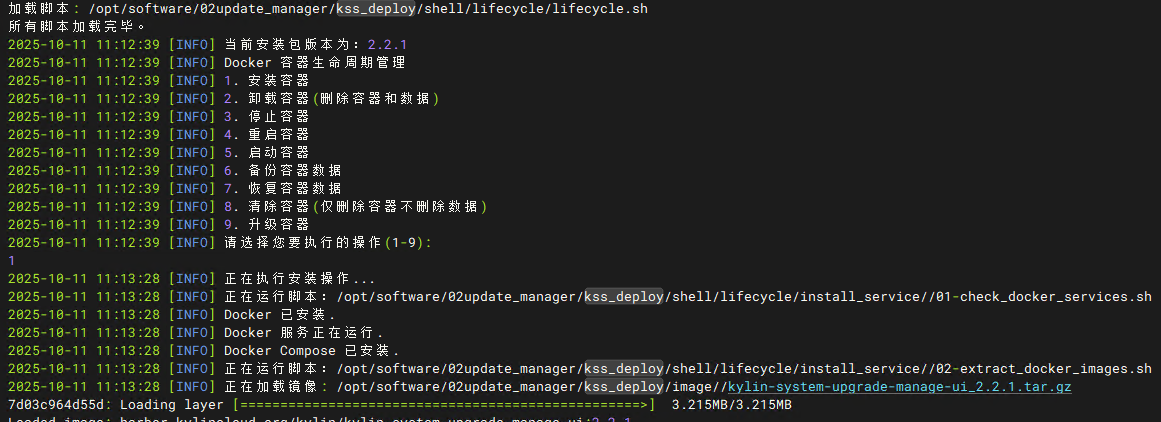 加载脚本: /opt/software/02update_manager/kss_deploy/shell/lifecycle/lifecycle.sh
所有脚本加载完毕。
2025-10-11 11:12:39 [INFO] 当前安装包版本为: 2.2.1
2025-10-11 11:12:39 [INFO] Docker 容器生命周期管理
2025-10-11 11:12:39 [INFO] 1. 安装容器
2025-10-11 11:12:39 [INFO] 2. 卸载容器(删除容器和数据)
2025-10-11 11:12:39 [INFO] 3. 停止容器
2025-10-11 11:12:39 [INFO] 4. 重启容器
2025-10-11 11:12:39 [INFO] 5. 启动容器
2025-10-11 11:12:39 [INFO] 6. 备份容器数据
2025-10-11 11:12:39 [INFO] 7. 恢复容器数据
2025-10-11 11:12:39 [INFO] 8. 清除容器(仅删除容器不删除数据)
2025-10-11 11:12:39 [INFO] 9. 升级容器
2025-10-11 11:12:39 [INFO] 请选择您要执行的操作(1-9):
1
2025-10-11 11:13:28 [INFO] 正在执行安装操作...
2025-10-11 11:13:28 [INFO] 正在运行脚本: /opt/software/02update_manager/kss_deploy/shell/lifecycle/install_service//01-check_docker_services.sh
2025-10-11 11:13:28 [INFO] Docker 已安装.
2025-10-11 11:13:28 [INFO] Docker 服务正在运行.
2025-10-11 11:13:28 [INFO] Docker Compose 已安装.
2025-10-11 11:13:28 [INFO] 正在运行脚本: /opt/software/02update_manager/kss_deploy/shell/lifecycle/install_service//02-extract_docker_images.sh
2025-10-11 11:13:28 [INFO] 正在加载镜像: /opt/software/02update_manager/kss_deploy/image//kylin-system-upgrade-manage-ui_2.2.1.tar.gz
7d03c964d55d: Loading layer [==================================================>]  3.215MB/3.215MB
Loaded image: harbor.kylincloud.org/kylin/kylin-system-upgrade-manage-ui:2.2.1